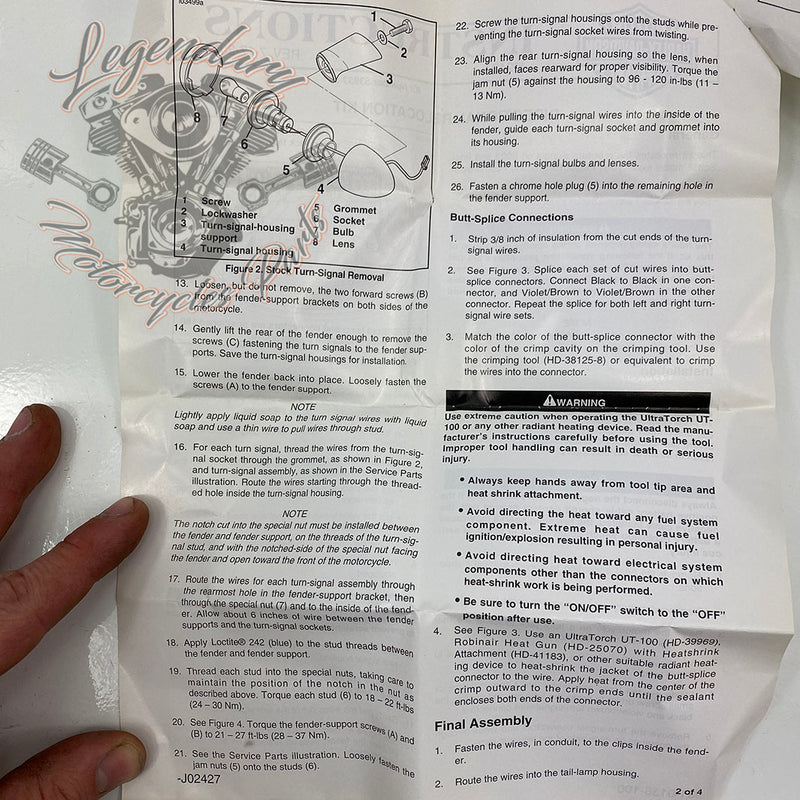 i03499a
1
2
3
8
7
6
5
4
1 Screw
2 Lockwasher
3 Turn-signal-housing
support
4 Turn-signal housing
5 Grommet
6 Socket
7 Bulb
8 Lens
Figure 2. Stock Turn-Signal Removal
13. Loosen, but do not remove, the two forward screws (B)
from the fender-support brackets on both sides of the
motorcycle.
14. Gently lift the rear of the fender enough to remove the
screws (C) fastening the turn signals to the fender sup-
ports. Save the turn-signal housings for installation.
15. Lower the fender back into place. Loosely fasten the
screws (A) to the fender support.
NOTE
Lightly apply liquid soap to the turn signal wires with liquid
soap and use a thin wire to pull wires through stud.
16. For each turn signal, thread the wires from the turn-sig-
nal socket through the grommet, as shown in Figure 2,
and turn-signal assembly, as shown in the Service Parts
illustration. Route the wires starting through the thread-
ed hole inside the turn-signal housing.
NOTE
The notch cut into the special nut must be installed between
the fender and fender support, on the threads of the turn-sig-
nal stud, and with the notched-side of the special nut facing
the fender and open toward the front of the motorcycle.
17. Route the wires for each turn-signal assembly through
the rearmost hole in the fender-support bracket, then
through the special nut (7) and to the inside of the fend-
er. Allow about 6 inches of wire between the fender
supports and the turn-signal sockets.
18. Apply Loctite® 242 (blue) to the stud threads between
the fender and fender support.
19. Thread each stud into the special nuts, taking care to
maintain the position of the notch in the nut as
described above. Torque each stud (6) to 18 – 22 ft-lbs
(24 – 30 Nm).
20. See Figure 4. Torque the fender-support screws (A) and
(B) to 21 – 27 ft-lbs (28 – 37 Nm).
21. See the Service Parts illustration. Loosely fasten the
jam nuts (5) onto the studs (6).
-J02427
22. Screw the turn-signal housings onto the studs while pre-
venting the turn-signal socket wires from twisting.
23. Align the rear turn-signal housing so the lens, when
installed, faces rearward for proper visibility. Torque the
jam nut (5) against the housing to 96 - 120 in-lbs (11 –
13 Nm).
24. While pulling the turn-signal wires into the inside of the
fender, guide each turn-signal socket and grommet into
its housing.
25. Install the turn-signal bulbs and lenses.
26. Fasten a chrome hole plug (5) into the remaining hole in
the fender support.
Butt-Splice Connections
1. Strip 3/8 inch of insulation from the cut ends of the turn-
signal wires.
2. See Figure 3. Splice each set of cut wires into butt-
splice connectors. Connect Black to Black in one con-
nector, and Violet/Brown to Violet/Brown in the other
connector. Repeat the splice for both left and right turn-
signal wire sets.
3. Match the color of the butt-splice connector with the
color of the crimp cavity on the crimping tool. Use
the crimping tool (HD-38125-8) or equivalent to crimp
the wires into the connector.
WARNING
Use extreme caution when operating the UltraTorch UT-
100 or any other radiant heating device. Read the manu-
facturer's instructions carefully before using the tool.
Improper tool handling can result in death or serious
injury.
• Always keep hands away from tool tip area and
heat shrink attachment.
• Avoid directing the heat toward any fuel system
component. Extreme heat can cause fuel
ignition/explosion resulting in personal injury.
• Avoid directing heat toward electrical system
components other than the connectors on which
heat-shrink work is being performed.
• Be sure to turn the "ON/OFF" switch to the "OFF"
position after use.
4. See Figure 3. Use an UltraTorch UT-100 (HD-39969),
Robinair Heat Gun (HD-25070) with Heatshrink
Attachment (HD-41183), or other suitable radiant heat-
ing device to heat-shrink the jacket of the butt-splice
connector to the wire. Apply heat from the center of the
crimp outward to the crimp ends until the sealant
encloses both ends of the connector.
Final Assembly
1. Fasten the wires, in conduit, to the clips inside the fend-
er.
2. Route the wires into the tail-lamp housing.
2 of 4
Legendary
Motorcycles Parts